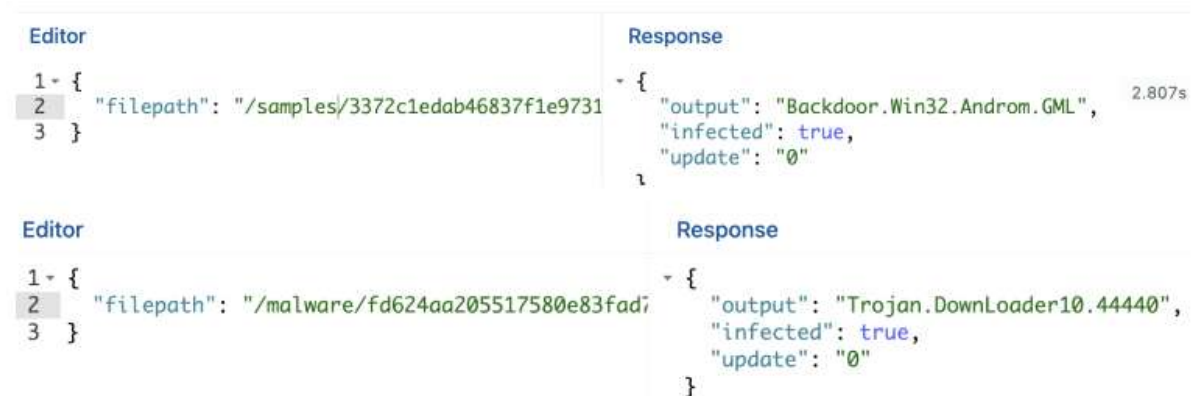 Editor
1 {
2 "filepath": "/samples/3372c1edab46837f1e9731
3 }
Response
{
"output": "Backdoor.Win32.Androm.GML",
"infected": true,
"update": "0"
}
2.807s
Editor
1 {
2 "filepath": "/malware/fd624aa205517580e83fad7
3 }
Response
{
"output": "Trojan.DownLoader10.44440",
"infected": true,
"update": "0"
}